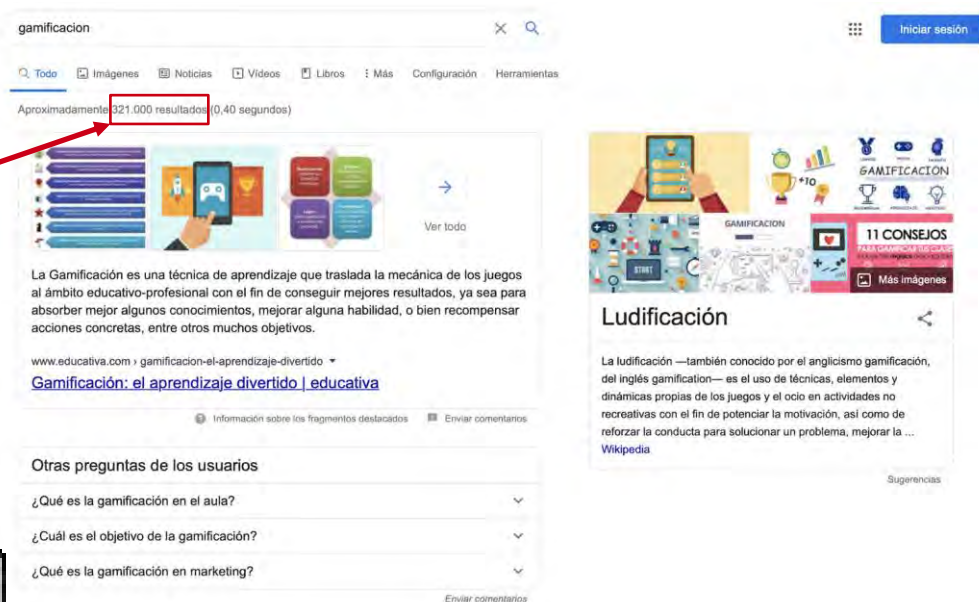 gamificacion
Iniciar sesión
Todo Imágenes Noticias Vídeos Libros Más Configuración Herramientas
Aproximadamente 321.000 resultados (0,40 segundos)
Ver todo
La Gamificación es una técnica de aprendizaje que traslada la mecánica de los juegos
al ámbito educativo-profesional con el fin de conseguir mejores resultados, ya sea para
absorber mejor algunos conocimientos, mejorar alguna habilidad, o bien recompensar
acciones concretas, entre otros muchos objetivos.
www.educativa.com › gamificacion-el-aprendizaje-divertido
Gamificación: el aprendizaje divertido | educativa
Información sobre los fragmentos destacados Enviar comentarios
Otras preguntas de los usuarios
¿Qué es la gamificación en el aula?
¿Cuál es el objetivo de la gamificación?
¿Qué es la gamificación en marketing?
Enviar comentarios
+10
GAMIFICACIÓN
START
GAMIFICACION
11 CONSEJOS
PARA GAMIFICAR TUS CLASES
Más imágenes
Ludificación
La ludificación —también conocido por el anglicismo gamificación,
del inglés gamification— es el uso de técnicas, elementos y
dinámicas propias de los juegos y el ocio en actividades no
recreativas con el fin de potenciar la motivación, así como de
reforzar la conducta para solucionar un problema, mejorar la ...
Wikipedia
Sugerencias